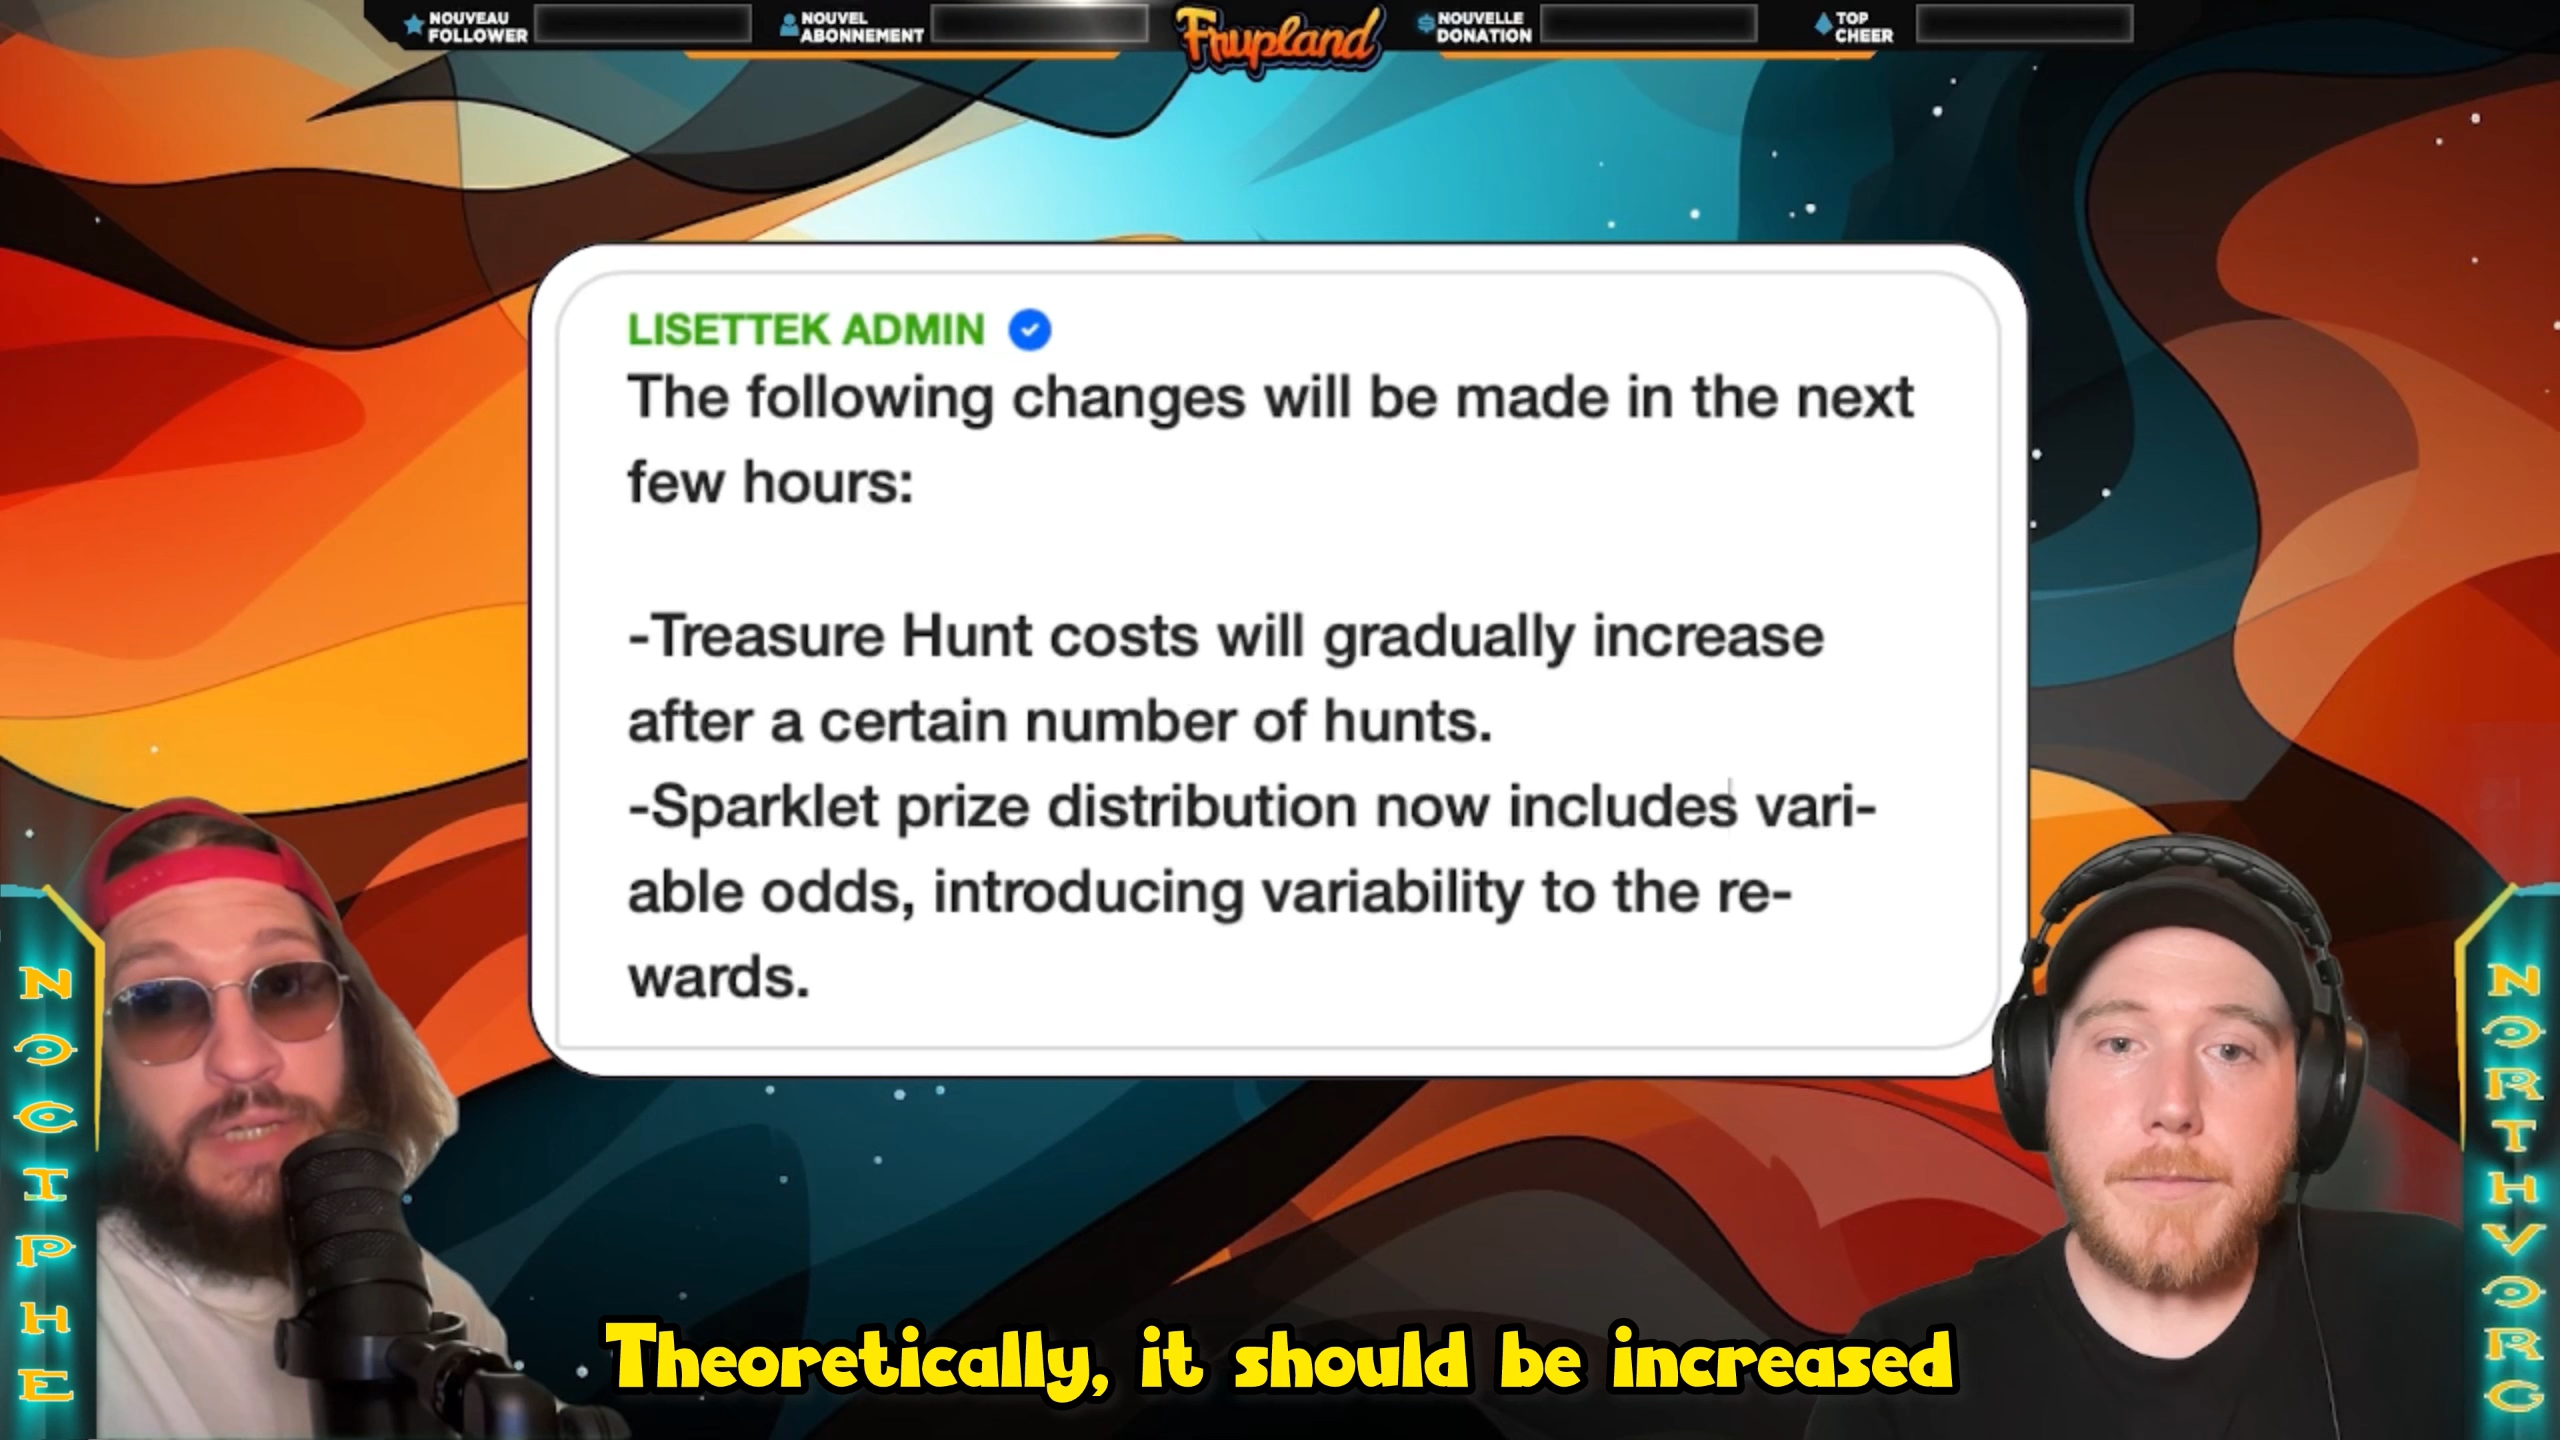 NOUVEAU
FOLLOWER
NOUVEL
ABONNEMENT
Frupland
NOUVELLE
DONATION
TOP
CHEER
LISETTEK ADMIN
The following changes will be made in the next
few hours:
-Treasure Hunt costs will gradually increase
after a certain number of hunts.
-Sparklet prize distribution now includes vari-
able odds, introducing variability to the re-
wards.
NOCIPHE
NORTHVORG
Theoretically, it should be increased